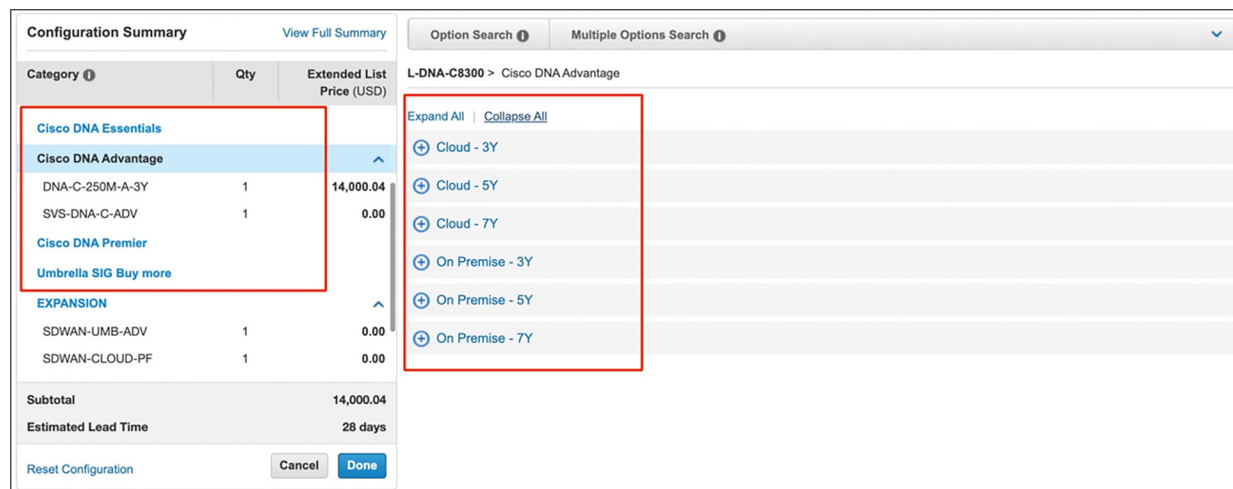 Configuration Summary
View Full Summary
Category
Qty
Extended List
Price (USD)
Cisco DNA Essentials
Cisco DNA Advantage
DNA-C-250M-A-3Y 1 14,000.04
SVS-DNA-C-ADV 1 0.00
Cisco DNA Premier
Umbrella SIG Buy more
EXPANSION
SDWAN-UMB-ADV 1 0.00
SDWAN-CLOUD-PF 1 0.00
Subtotal 14,000.04
Estimated Lead Time 28 days
Reset Configuration
Cancel
Done
Option Search
Multiple Options Search
L-DNA-C8300 > Cisco DNA Advantage
Expand All | Collapse All
Cloud - 3Y
Cloud - 5Y
Cloud - 7Y
On Premise - 3Y
On Premise - 5Y
On Premise - 7Y